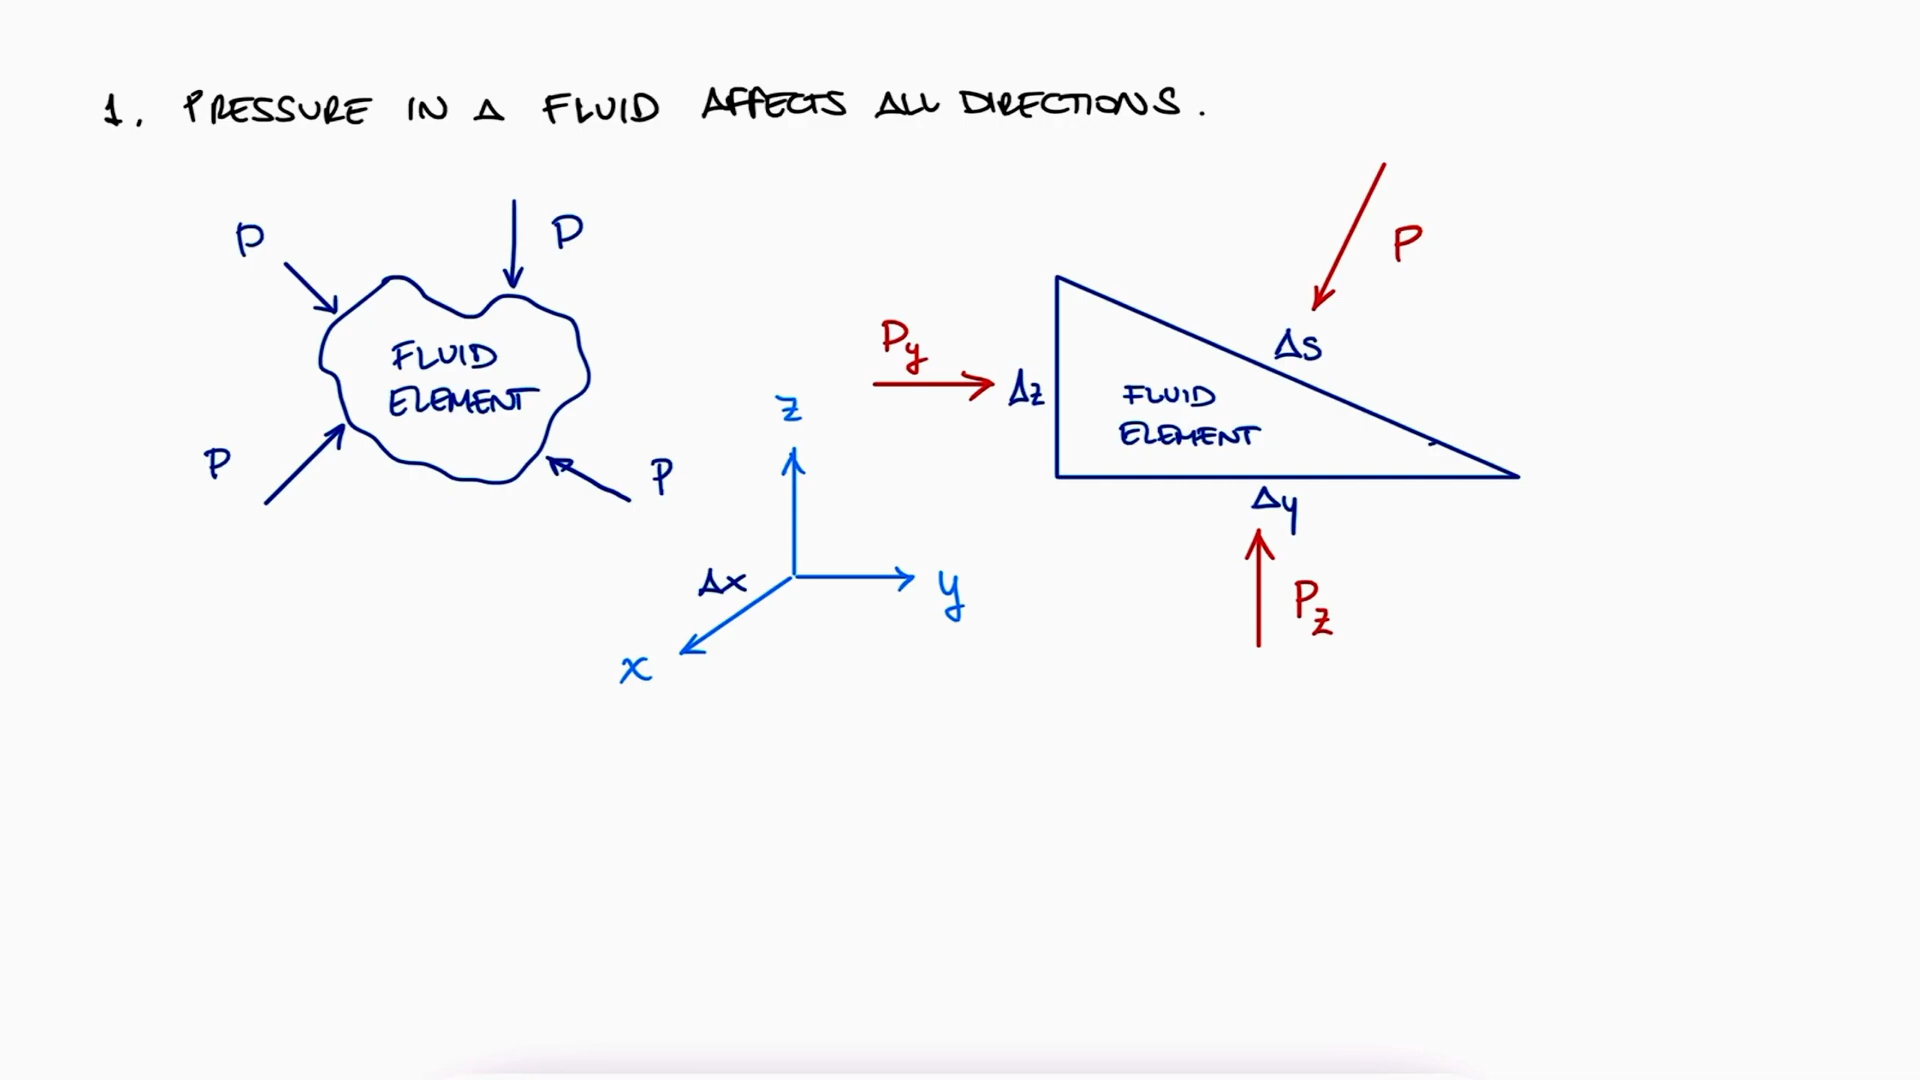 1. PRESSURE IN A FLUID AFFECTS ALL DIRECTIONS.
P
P
FLUID
ELEMENT
P
P
z
Δx
y
x
P
Py
Δs
Δz
FLUID
ELEMENT
Δy
Pz